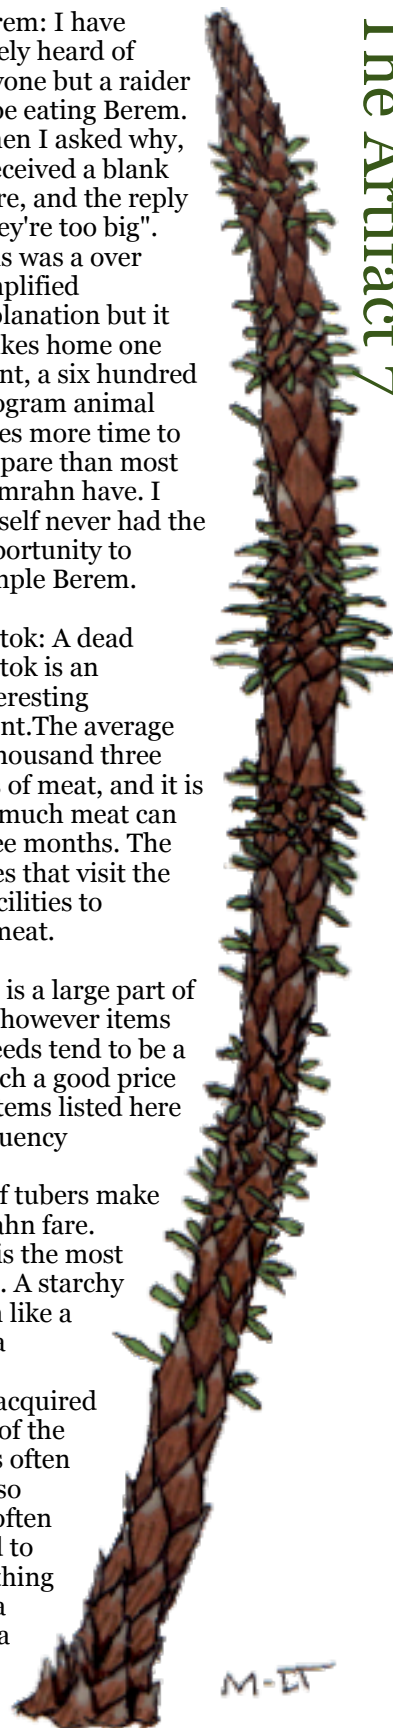 rem: I have
ely heard of
yone but a raider
be eating Berem.
hen I asked why,
eceived a blank
re, and the reply
ey're too big".
is was a over
nplified
planation but it
kes home one
nt, a six hundred
ogram animal
es more time to
pare than most
mrahn have. I
self never had the
portunity to
nple Berem.
tok: A dead
tok is an
eresting
nt.The average
housand three
s of meat, and it is
much meat can
ee months. The
es that visit the
cilities to
meat.
is a large part of
however items
eeds tend to be a
ch a good price
tems listed here
uency
f tubers make
ahn fare.
is the most
. A starchy
n like a
a
acquired
of the
s often
so
often
d to
thing
a
a
The Artifact 7